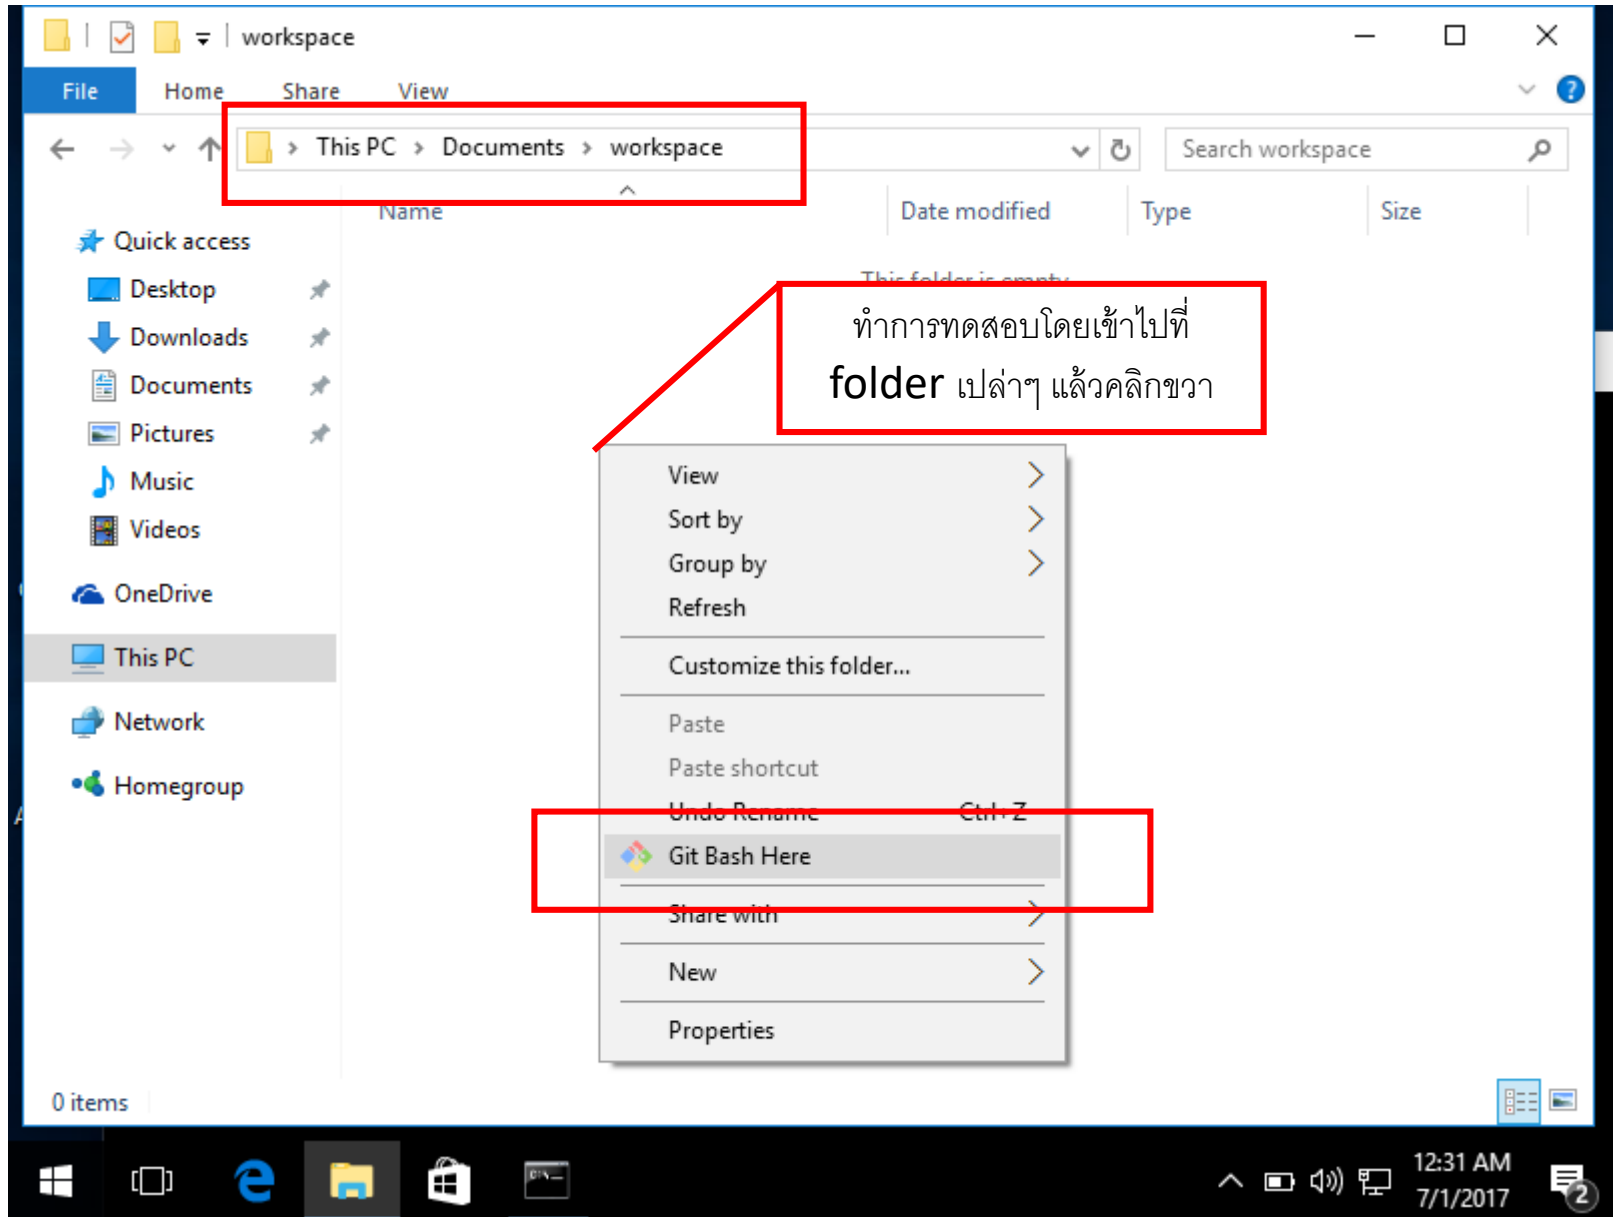 workspace
File Home Share View
This PC > Documents > workspace
Search workspace
Name Date modified Type Size
Quick access
This folder is empty
Desktop
Downloads
Documents
Pictures
Music
Videos
OneDrive
This PC
Network
Homegroup
ทำการทดสอบโดยเข้าไปที่
folder เปล่าๆ แล้วคลิกขวา
View
Sort by
Group by
Refresh
Customize this folder...
Paste
Paste shortcut
Undo Rename Ctrl+Z
Git Bash Here
Share with
New
Properties
0 items
12:31 AM
7/1/2017
2